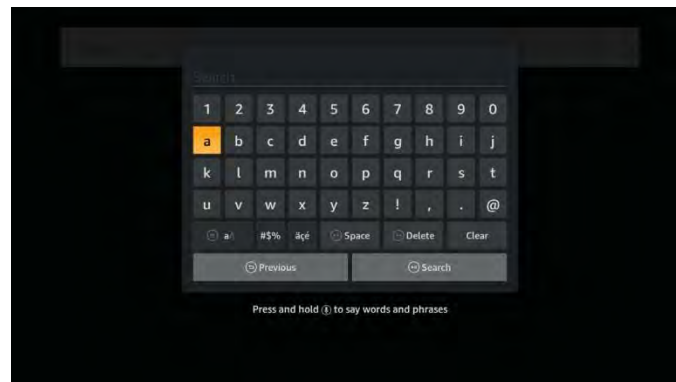 Search
1 2 3 4 5 6 7 8 9 0
a b c d e f g h i j
k l m n o p q r s t
u v w x y z ! , . @
aA #$% äçé Space Delete Clear
Previous Search
Press and hold to say words and phrases